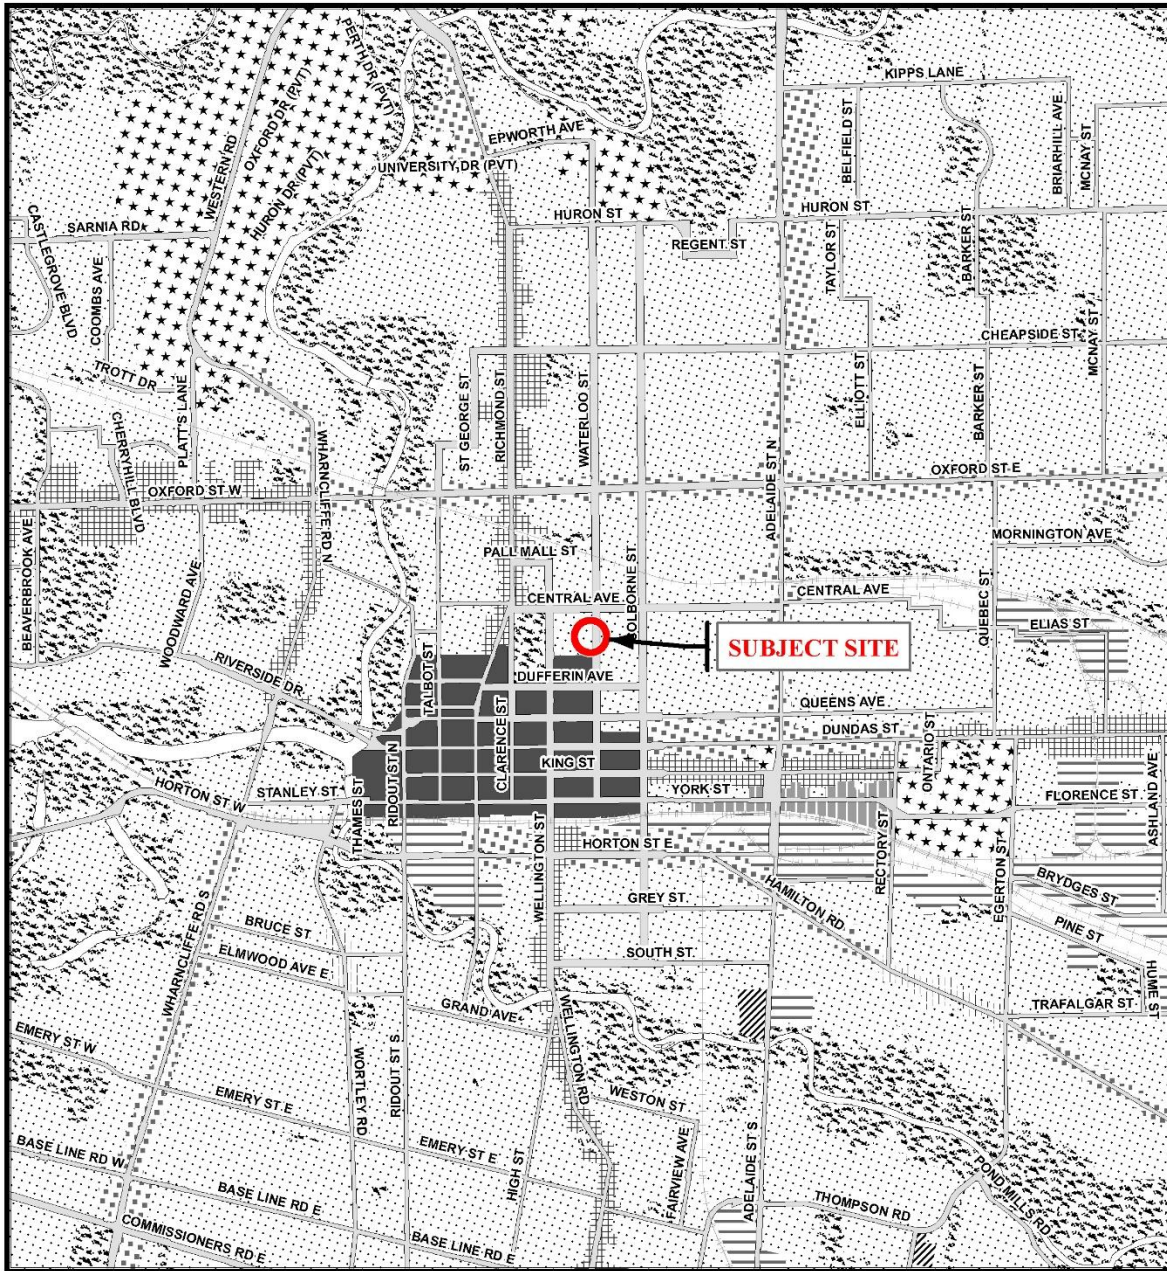 PERTH DR (PVT)
KIPPS LANE
OXFORD DR (PVT)
WESTERN RD
HURON DR (PVT)
EPWORTH AVE
UNIVERSITY DR (PVT)
BELFIELD ST
BRIARHILL AVE
MCNAY ST
HURON ST
HURON ST
SARNIA RD
CASTLEGROVE BLVD
COOMBS AVE
REGENT ST
TAYLOR ST
BARKER ST
CHEAPSIDE ST
MCNAY ST
TROTT DR
PLATT'S LANE
CHERRYHILL BLVD
WHARNCLIFFE RD N
ST GEORGE ST
RICHMOND ST
WATERLOO ST
ADELAIDE ST N
ELLIOTT ST
BARKER ST
OXFORD ST E
OXFORD ST W
BEAVERBROOK AVE
WOODWARD AVE
PALL MALL ST
MORNINGTON AVE
CENTRAL AVE
COLBORNE ST
CENTRAL AVE
QUEBEC ST
ELIAS ST
SUBJECT SITE
RIVERSIDE DR
TALBOT ST
DUFFERIN AVE
CLARENCE ST
QUEENS AVE
DUNDAS ST
ONTARIO ST
KING ST
RIDOUT ST N
THAMES ST
STANLEY ST
HORTON ST W
YORK ST
FLORENCE ST
ASHLAND AVE
WELLINGTON ST
HORTON ST E
RECTORY ST
EGERTON ST
HAMILTON RD
BRYDGES ST
PINE ST
GREY ST
WHARNCLIFFE RD S
BRUCE ST
ELMWOOD AVE E
SOUTH ST
HUME ST
TRAFALGAR ST
GRAND AVE
WELLINGTON RD
EMERY ST W
WORTLEY RD
RIDOUT ST S
EMERY ST E
WESTON ST
EMERY ST E
HIGH ST
FAIRVIEW AVE
ADELAIDE ST S
BASE LINE RD W
BASE LINE RD E
THOMPSON RD
POND MILLS RD
COMMISSIONERS RD E
BASE LINE RD E